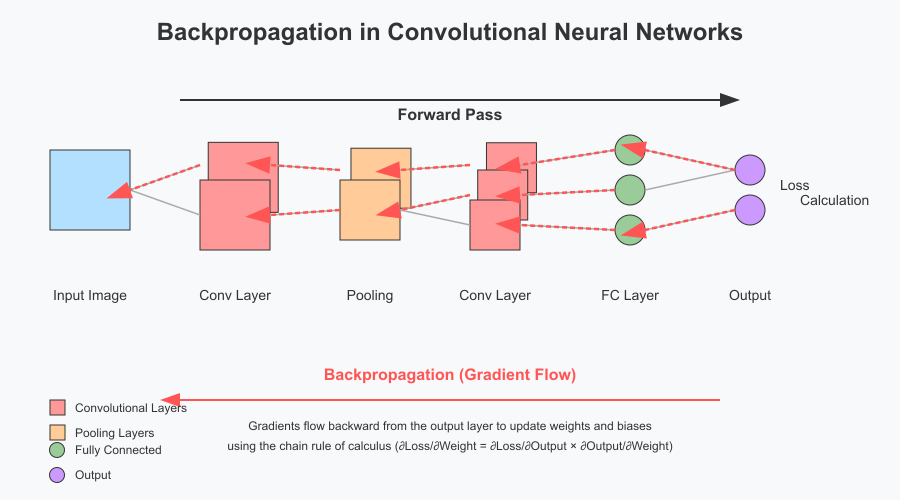 Backpropagation in Convolutional Neural Networks
Forward Pass
Loss
Calculation
Input Image
Conv Layer
Pooling
Conv Layer
FC Layer
Output
Backpropagation (Gradient Flow)
Gradients flow backward from the output layer to update weights and biases
using the chain rule of calculus (∂Loss/∂Weight = ∂Loss/∂Output × ∂Output/∂Weight)
Convolutional Layers
Pooling Layers
Fully Connected
Output